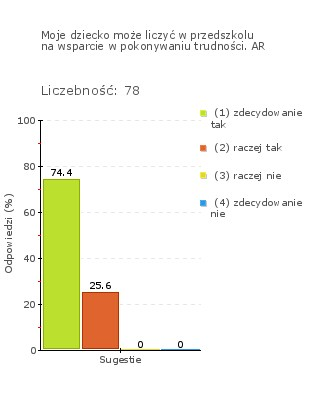 Moje dziecko może liczyć w przedszkolu
na wsparcie w pokonywaniu trudności. AR
Liczebność: 78
100
80
60
40
20
0
Odpowiedzi (%)
74.4
25.6
0
0
Sugestie
(1) zdecydowanie
tak
(2) raczej tak
(3) raczej nie
(4) zdecydowanie
nie